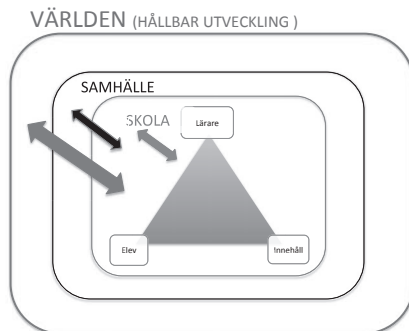 VÄRLDEN (HÅLLBAR UTVECKLING )
SAMHÄLLE
SKOLA
Lärare
Elev
Innehåll